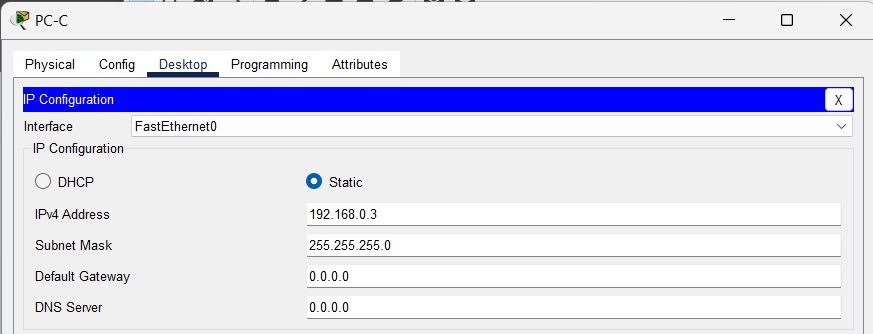 PC-C
Physical Config Desktop Programming Attributes
IP Configuration X
Interface FastEthernet0
IP Configuration
DHCP Static
IPv4 Address 192.168.0.3
Subnet Mask 255.255.255.0
Default Gateway 0.0.0.0
DNS Server 0.0.0.0